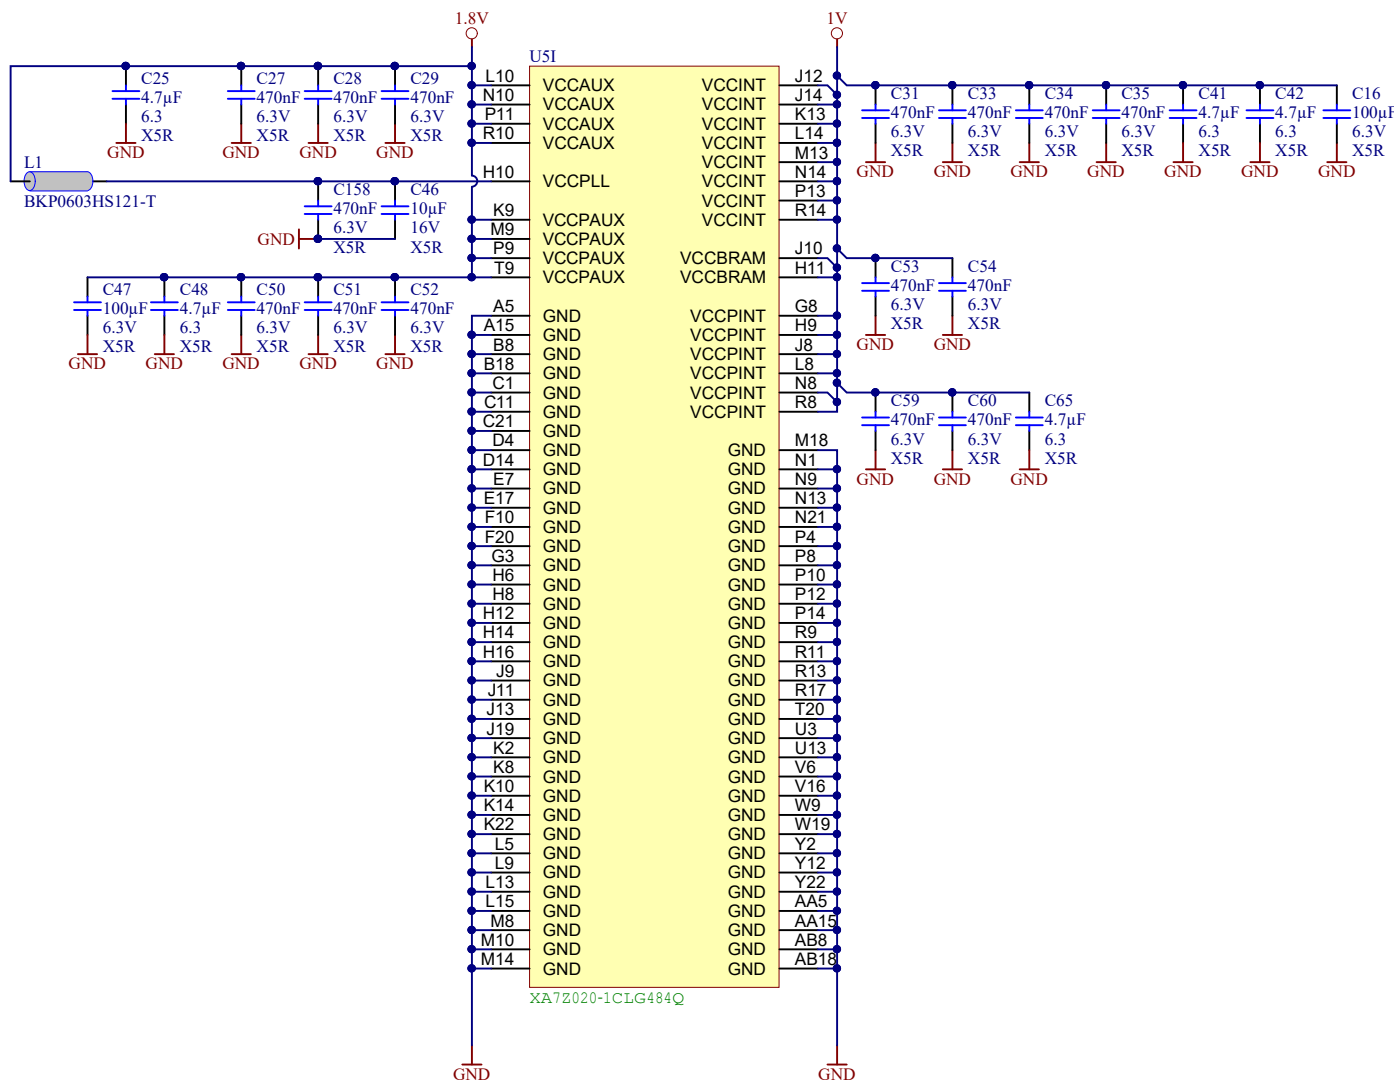 1.8V
1V
U5I
C25
4.7µF
6.3
X5R
GND
C27
470nF
6.3V
X5R
GND
C28
470nF
6.3V
X5R
GND
C29
470nF
6.3V
X5R
GND
L1
BKP0603HS121-T
C158
470nF
6.3V
X5R
C46
10µF
16V
X5R
GND
C47
100µF
6.3V
X5R
GND
C48
4.7µF
6.3
X5R
GND
C50
470nF
6.3V
X5R
GND
C51
470nF
6.3V
X5R
GND
C52
470nF
6.3V
X5R
GND
L10 VCCAUX
N10 VCCAUX
P11 VCCAUX
R10 VCCAUX
H10 VCCPLL
K9 VCCPAUX
M9 VCCPAUX
P9 VCCPAUX
T9 VCCPAUX
A5 GND
A15 GND
B8 GND
B18 GND
C1 GND
C11 GND
C21 GND
D4 GND
D14 GND
E7 GND
E17 GND
F10 GND
F20 GND
G3 GND
H6 GND
H8 GND
H12 GND
H14 GND
H16 GND
J9 GND
J11 GND
J13 GND
J19 GND
K2 GND
K8 GND
K10 GND
K14 GND
K22 GND
L5 GND
L9 GND
L13 GND
L15 GND
M8 GND
M10 GND
M14 GND
VCCINT J12
VCCINT J14
VCCINT K13
VCCINT L14
VCCINT M13
VCCINT N14
VCCINT P13
VCCINT R14
VCCBRAM J10
VCCBRAM H11
VCCPINT G8
VCCPINT H9
VCCPINT J8
VCCPINT L8
VCCPINT N8
VCCPINT R8
GND M18
GND N1
GND N9
GND N13
GND N21
GND P4
GND P8
GND P10
GND P12
GND P14
GND R9
GND R11
GND R13
GND R17
GND T20
GND U3
GND U13
GND V6
GND V16
GND W9
GND W19
GND Y2
GND Y12
GND Y22
GND AA5
GND AA15
GND AB8
GND AB18
C31
470nF
6.3V
X5R
GND
C33
470nF
6.3V
X5R
GND
C34
470nF
6.3V
X5R
GND
C35
470nF
6.3V
X5R
GND
C41
4.7µF
6.3
X5R
GND
C42
4.7µF
6.3
X5R
GND
C16
100µF
6.3V
X5R
GND
C53
470nF
6.3V
X5R
GND
C54
470nF
6.3V
X5R
GND
C59
470nF
6.3V
X5R
GND
C60
470nF
6.3V
X5R
GND
C65
4.7µF
6.3
X5R
GND
XA7Z020-1CLG484Q
GND
GND